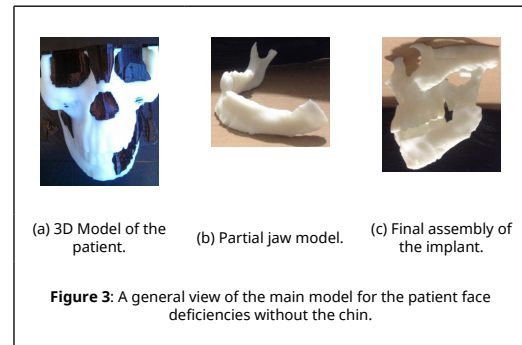 (a) 3D Model of the
patient.
(b) Partial jaw model.
(c) Final assembly of
the implant.
Figure 3: A general view of the main model for the patient face
deficiencies without the chin.